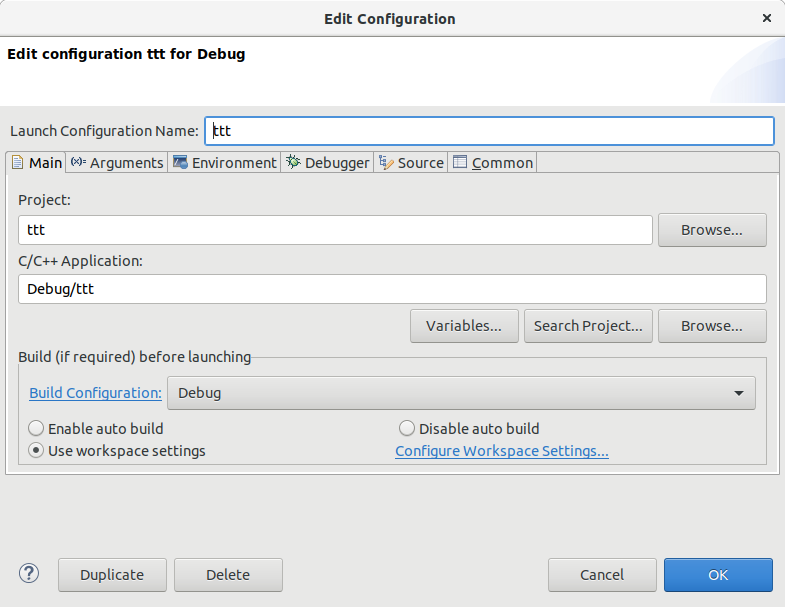 Edit Configuration
Edit configuration ttt for Debug
Launch Configuration Name: ttt
Main (x)= Arguments Environment Debugger Source Common
Project:
ttt Browse...
C/C++ Application:
Debug/ttt
Variables... Search Project... Browse...
Build (if required) before launching
Build Configuration: Debug
Enable auto build Disable auto build
Use workspace settings Configure Workspace Settings...
? Duplicate Delete Cancel OK